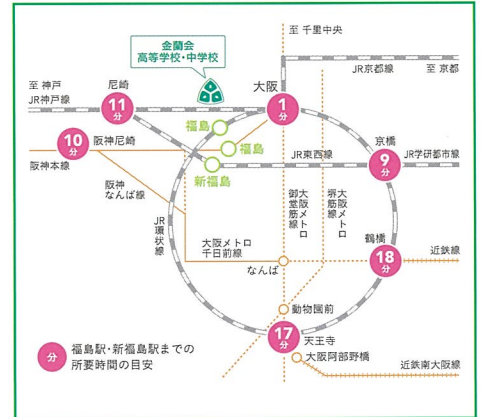 至 千里中央
金蘭会
高等学校・中学校
JR京都線
至 京都
至 神戸
JR神戸線
尼崎
11
分
大阪
1
分
福島
10
分
阪神尼崎
阪神本線
福島
新福島
JR東西線
京橋
9
分
JR学研都市線
阪神
なんば線
JR環状線
大阪メトロ
御堂筋線
大阪メトロ
堺筋線
大阪メトロ
千日前線
なんば
鶴橋
18
分
近鉄線
動物園前
17
分
天王寺
大阪阿部野橋
近鉄南大阪線
分
福島駅・新福島駅までの
所要時間の目安